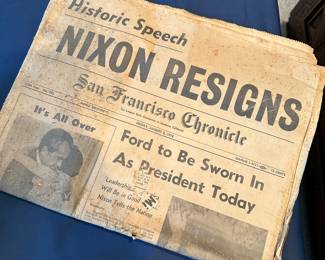 Historic Speech
NIXON RESIGNS
San Francisco Chronicle
It's All Over
Ford to Be Sworn In
As President Today
'Leadership
Will Be in Good
Nixon Tells the Nation